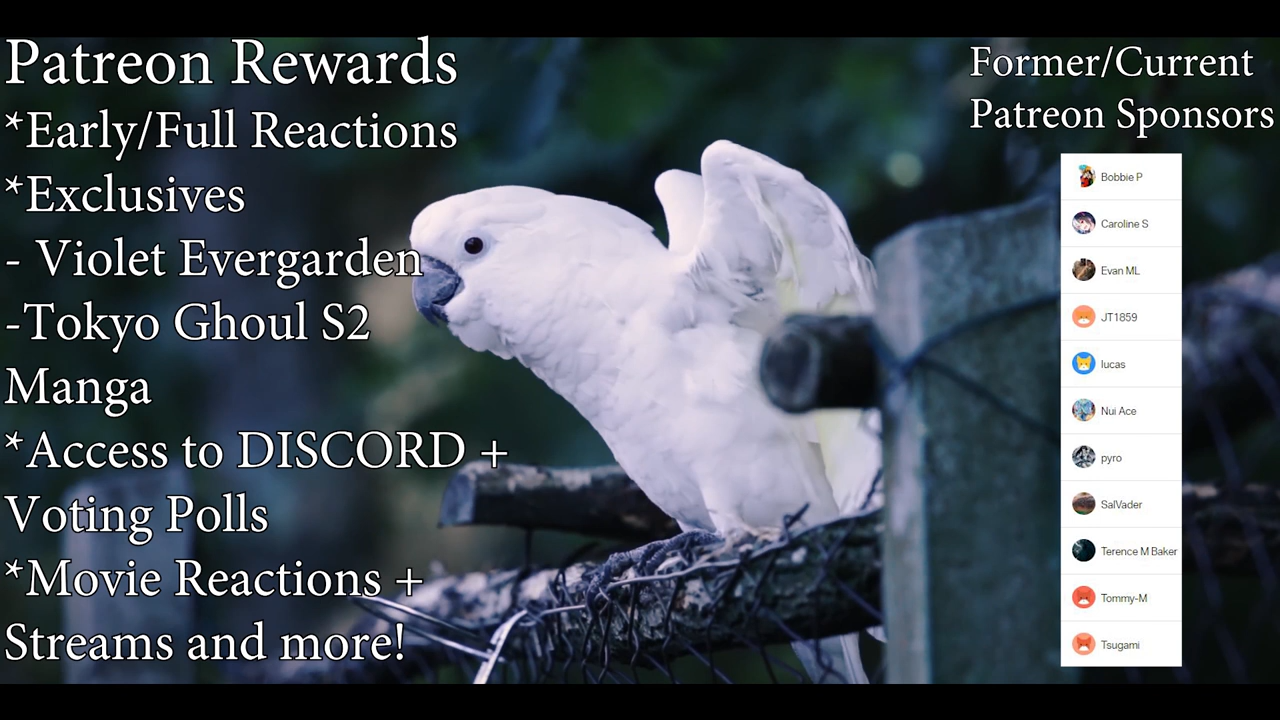 Patreon Rewards
*Early/Full Reactions
*Exclusives
- Violet Evergarden
-Tokyo Ghoul S2
Manga
*Access to DISCORD +
Voting Polls
*Movie Reactions +
Streams and more!
Former/Current
Patreon Sponsors
Bobbie P
Caroline S
Evan ML
JT1859
lucas
Nui Ace
pyro
SalVader
Terence M Baker
Tommy-M
Tsugami